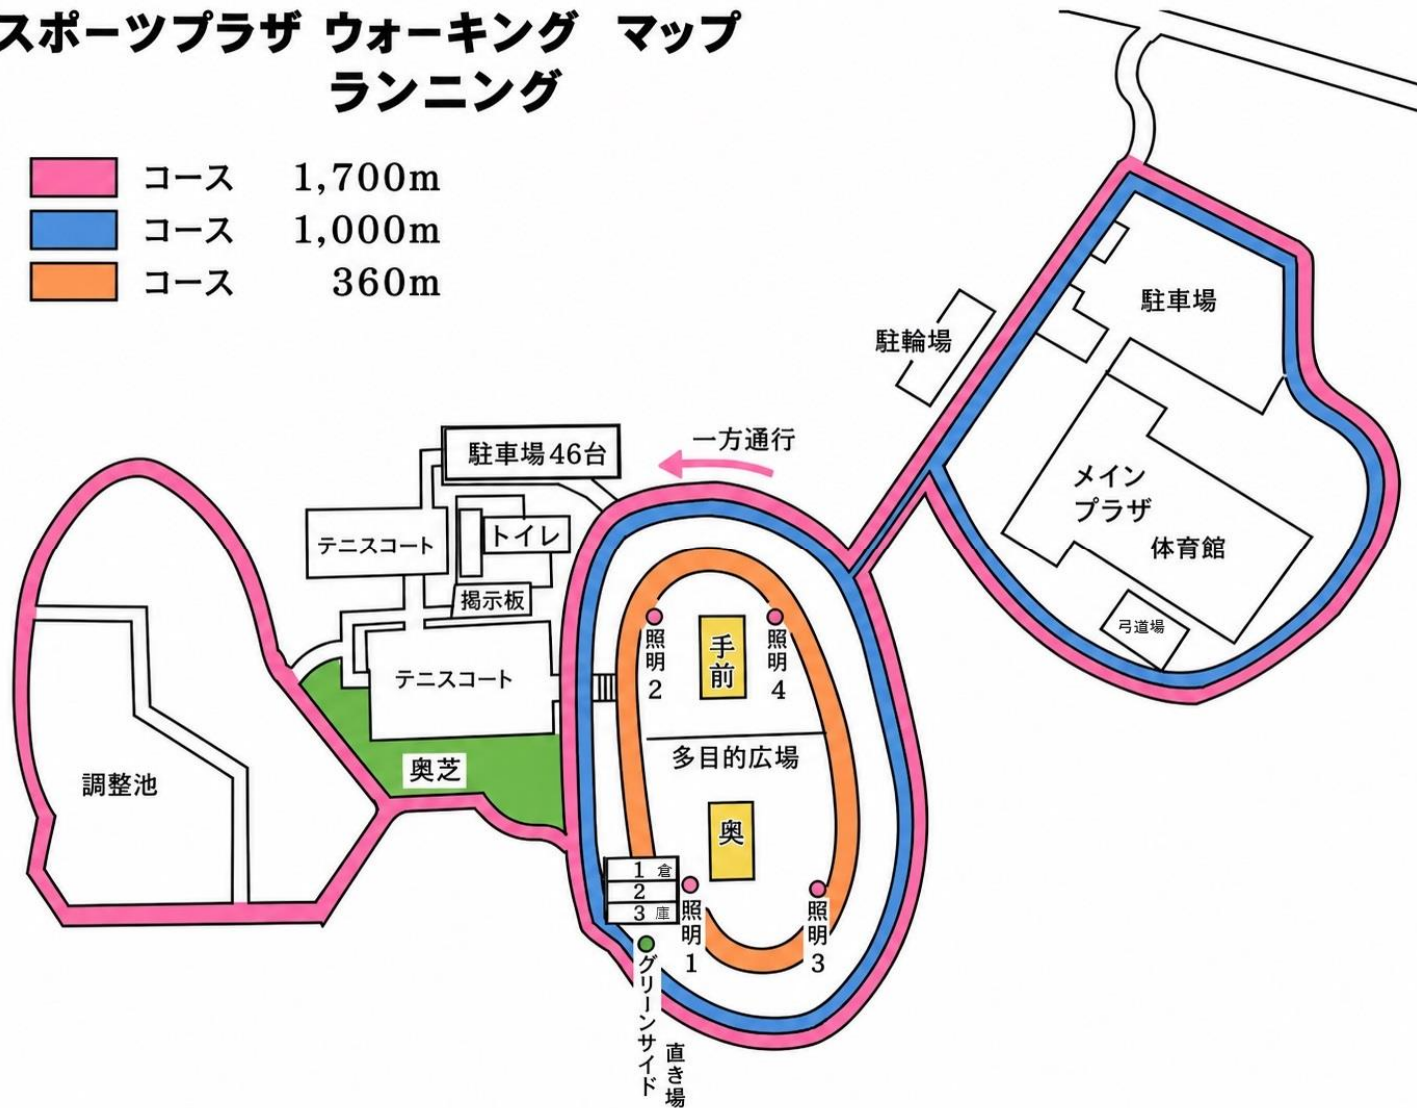 スポーツプラザ ウォーキング マップ
ランニング
コース 1,700m
コース 1,000m
コース 360m
駐車場
駐輪場
一方通行
駐車場46台
メイン
プラザ
体育館
テニスコート
トイレ
掲示板
弓道場
照明2
手前
照明4
テニスコート
多目的広場
奥芝
調整池
奥
1 倉
2
3 庫
照明1
照明3
グリーンサイド
直き場